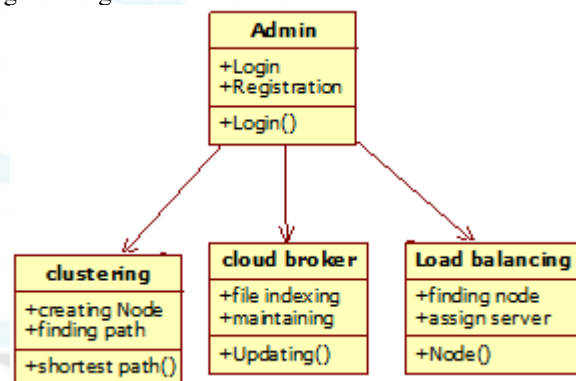 Admin
+Login
+Registration
+Login()
clustering
+creating Node
+finding path
+shortest path()
cloud broker
+file indexing
+maintaining
+Updating()
Load balancing
+finding node
+assign server
+Node()